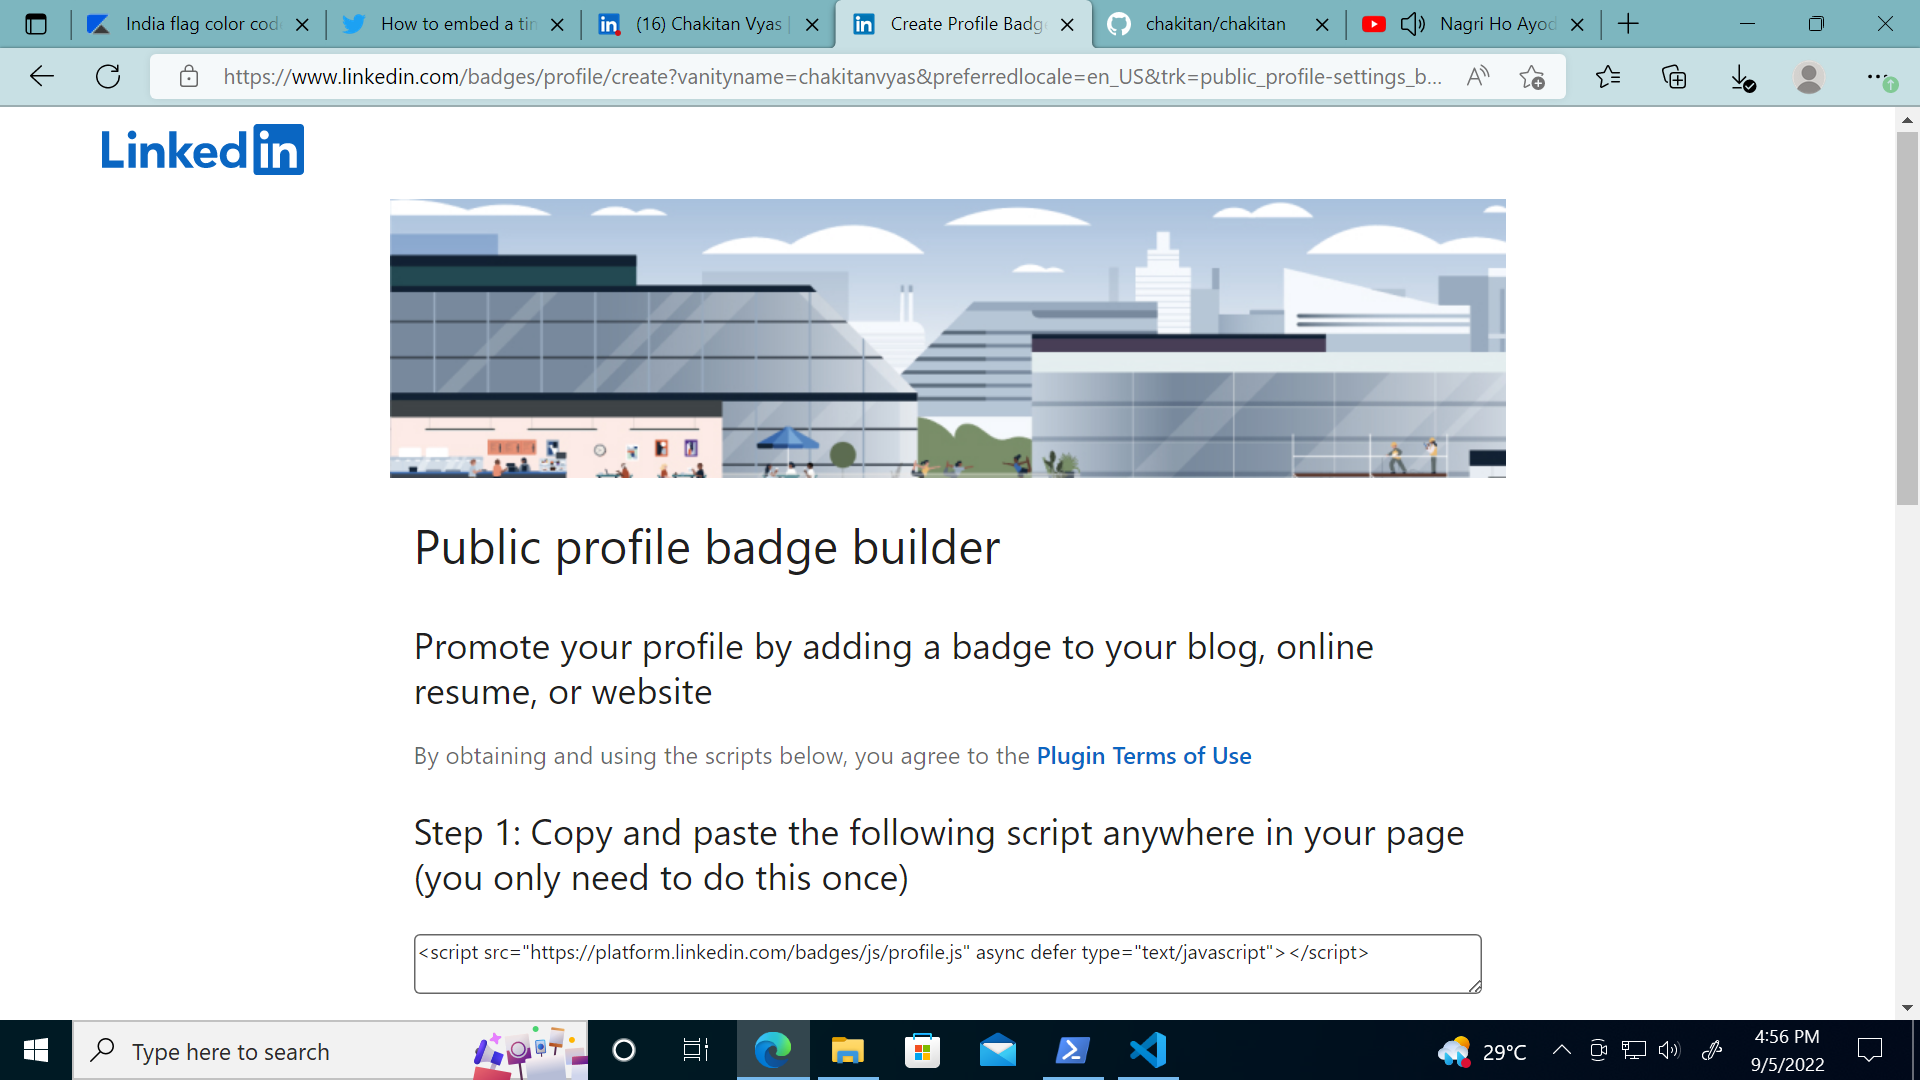 India flag color cod
How to embed a tim
(16) Chakitan Vyas |
Create Profile Badge
chakitan/chakitan
Nagri Ho Ayod
https://www.linkedin.com/badges/profile/create?vanityname=chakitanvyas&preferredlocale=en_US&trk=public_profile-settings_b...
Linked in
Public profile badge builder
Promote your profile by adding a badge to your blog, online
resume, or website
By obtaining and using the scripts below, you agree to the Plugin Terms of Use
Step 1: Copy and paste the following script anywhere in your page
(you only need to do this once)
<script src="https://platform.linkedin.com/badges/js/profile.js" async defer type="text/javascript"></script>
Type here to search
29°C
4:56 PM
9/5/2022